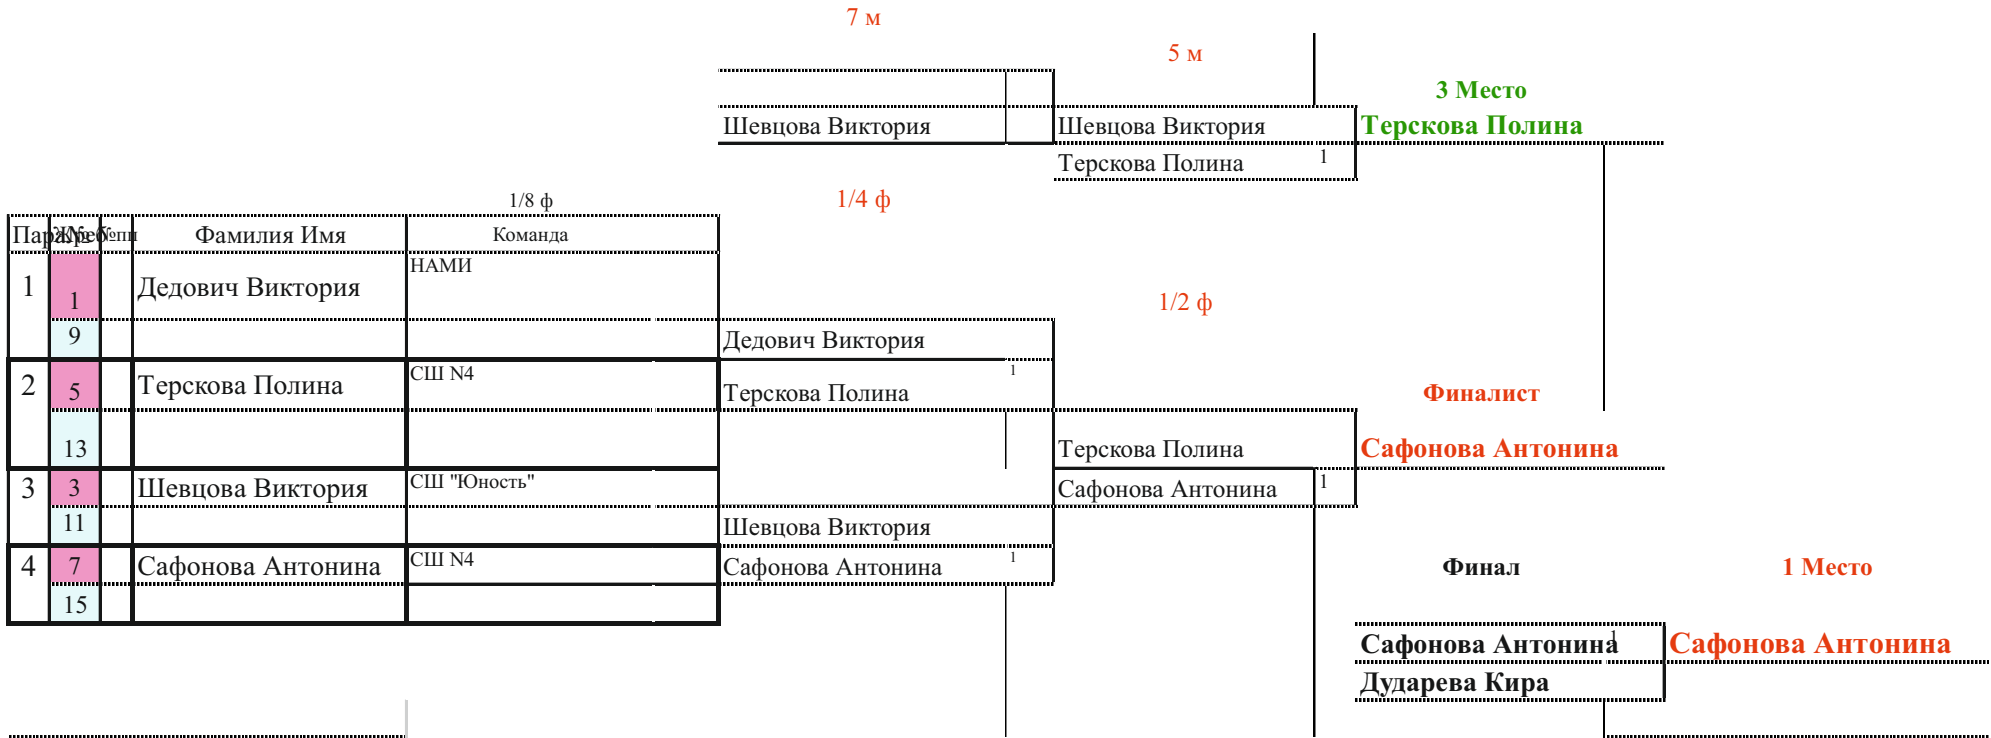 7 м
5 м
3 Место
Шевцова Виктория Шевцова Виктория Терскова Полина
Терскова Полина 1
1/8 ф 1/4 ф
Пара Фамилия Имя Команда
1 1 Дедович Виктория НАМИ
1/2 ф
9 Дедович Виктория
2 5 Терскова Полина СШ N4 Терскова Полина 1 Финалист
13 Терскова Полина Сафонова Антонина
3 3 Шевцова Виктория СШ "Юность" Сафонова Антонина 1
11 Шевцова Виктория
4 7 Сафонова Антонина СШ N4 Сафонова Антонина 1 Финал 1 Место
15
Сафонова Антонина 1 Сафонова Антонина
Дударева Кира